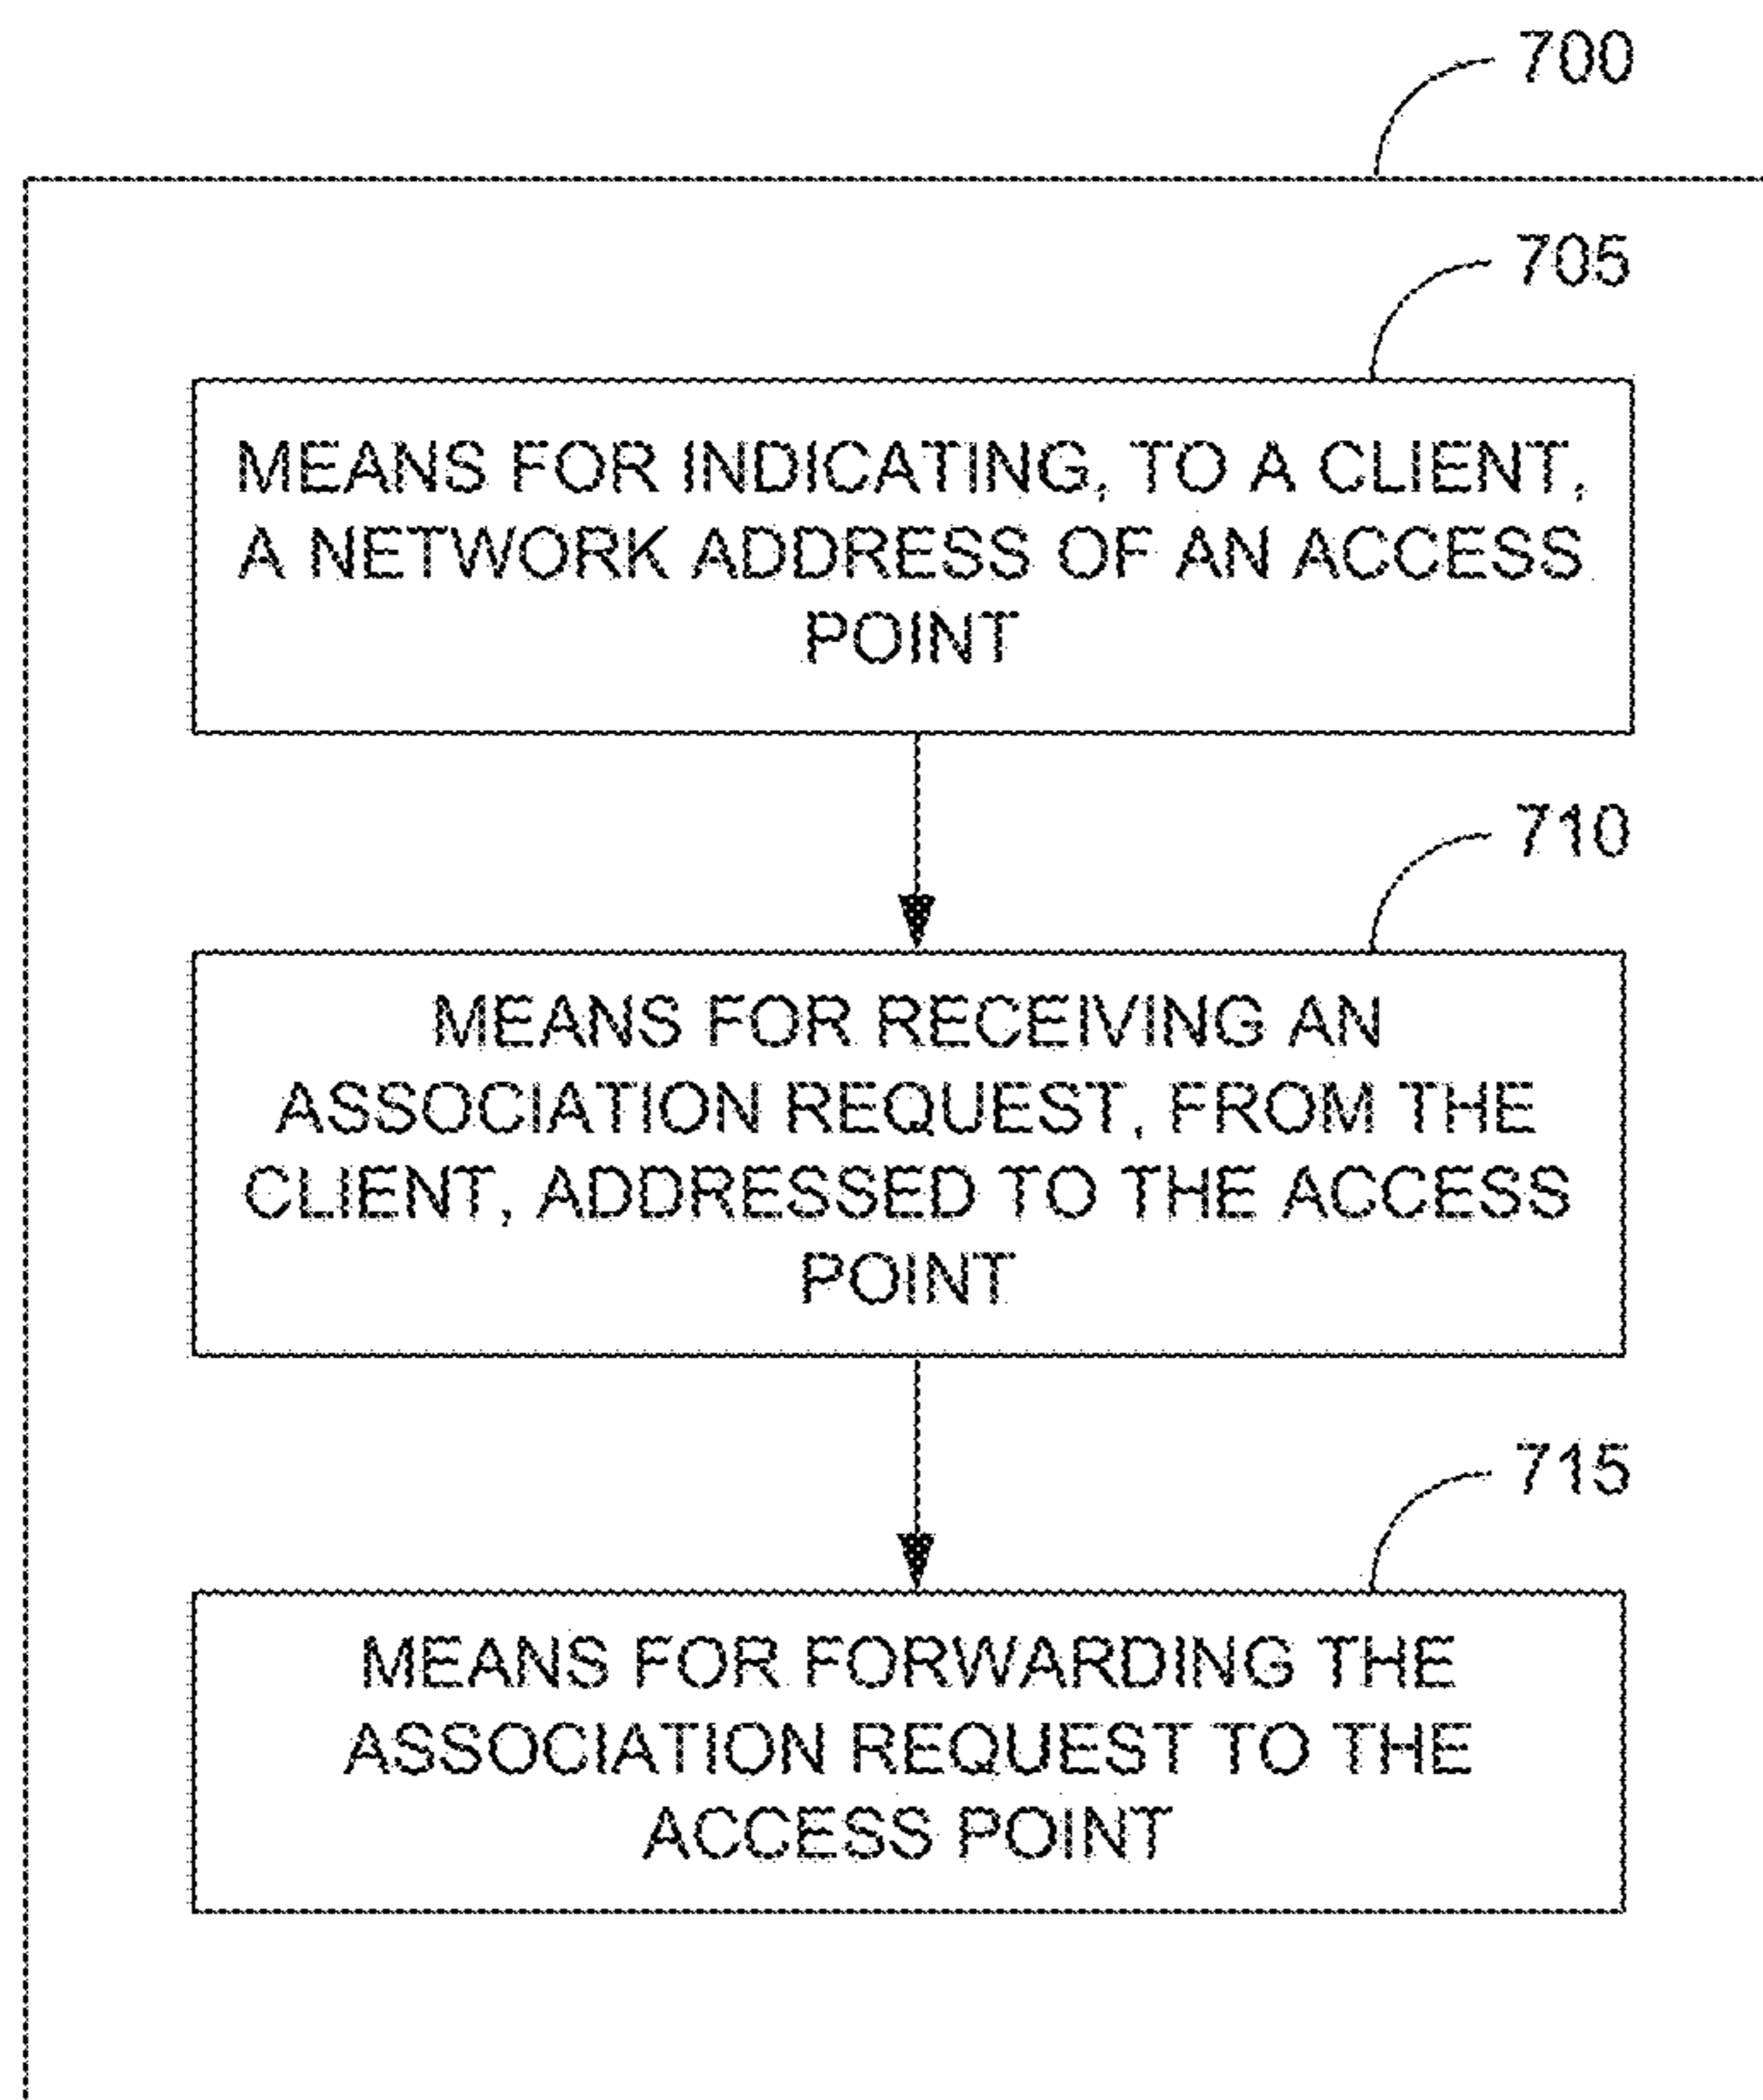 700
705
MEANS FOR INDICATING, TO A CLIENT,
A NETWORK ADDRESS OF AN ACCESS
POINT
710
MEANS FOR RECEIVING AN
ASSOCIATION REQUEST, FROM THE
CLIENT, ADDRESSED TO THE ACCESS
POINT
715
MEANS FOR FORWARDING THE
ASSOCIATION REQUEST TO THE
ACCESS POINT